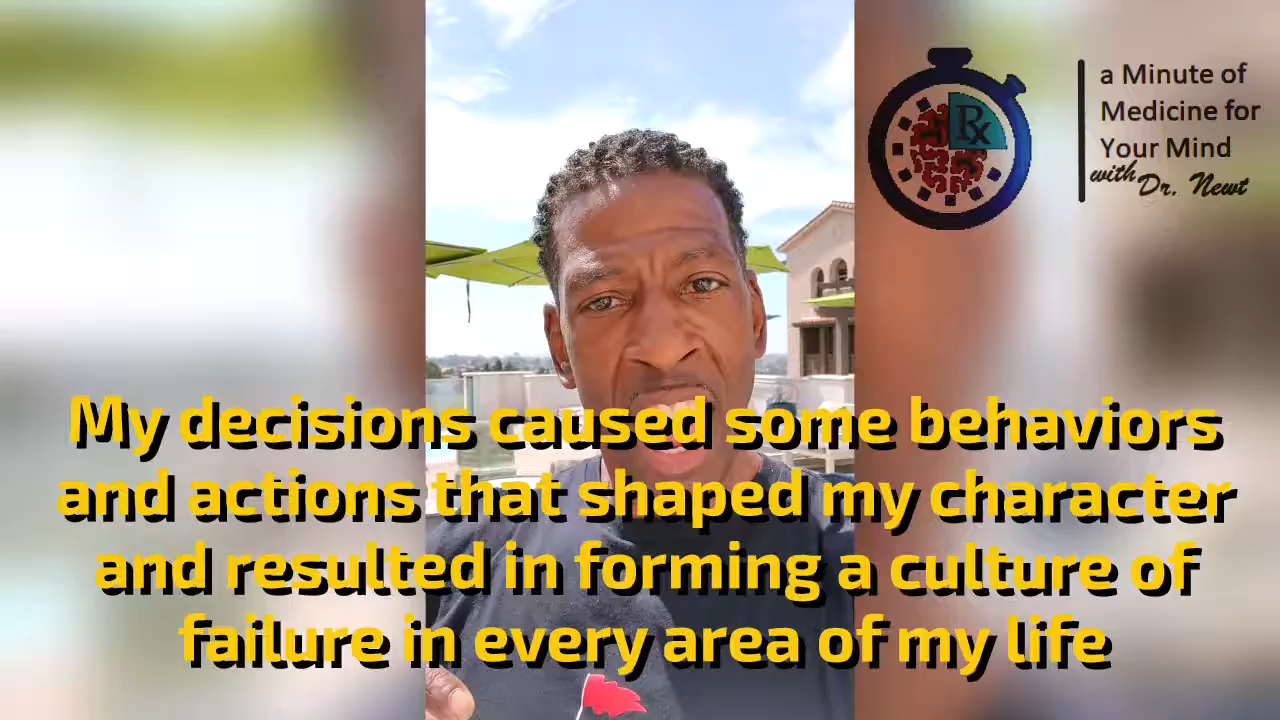 a Minute of
Medicine for
Your Mind
with Dr. Newt
Rx
My decisions caused some behaviors
and actions that shaped my character
and resulted in forming a culture of
failure in every area of my life